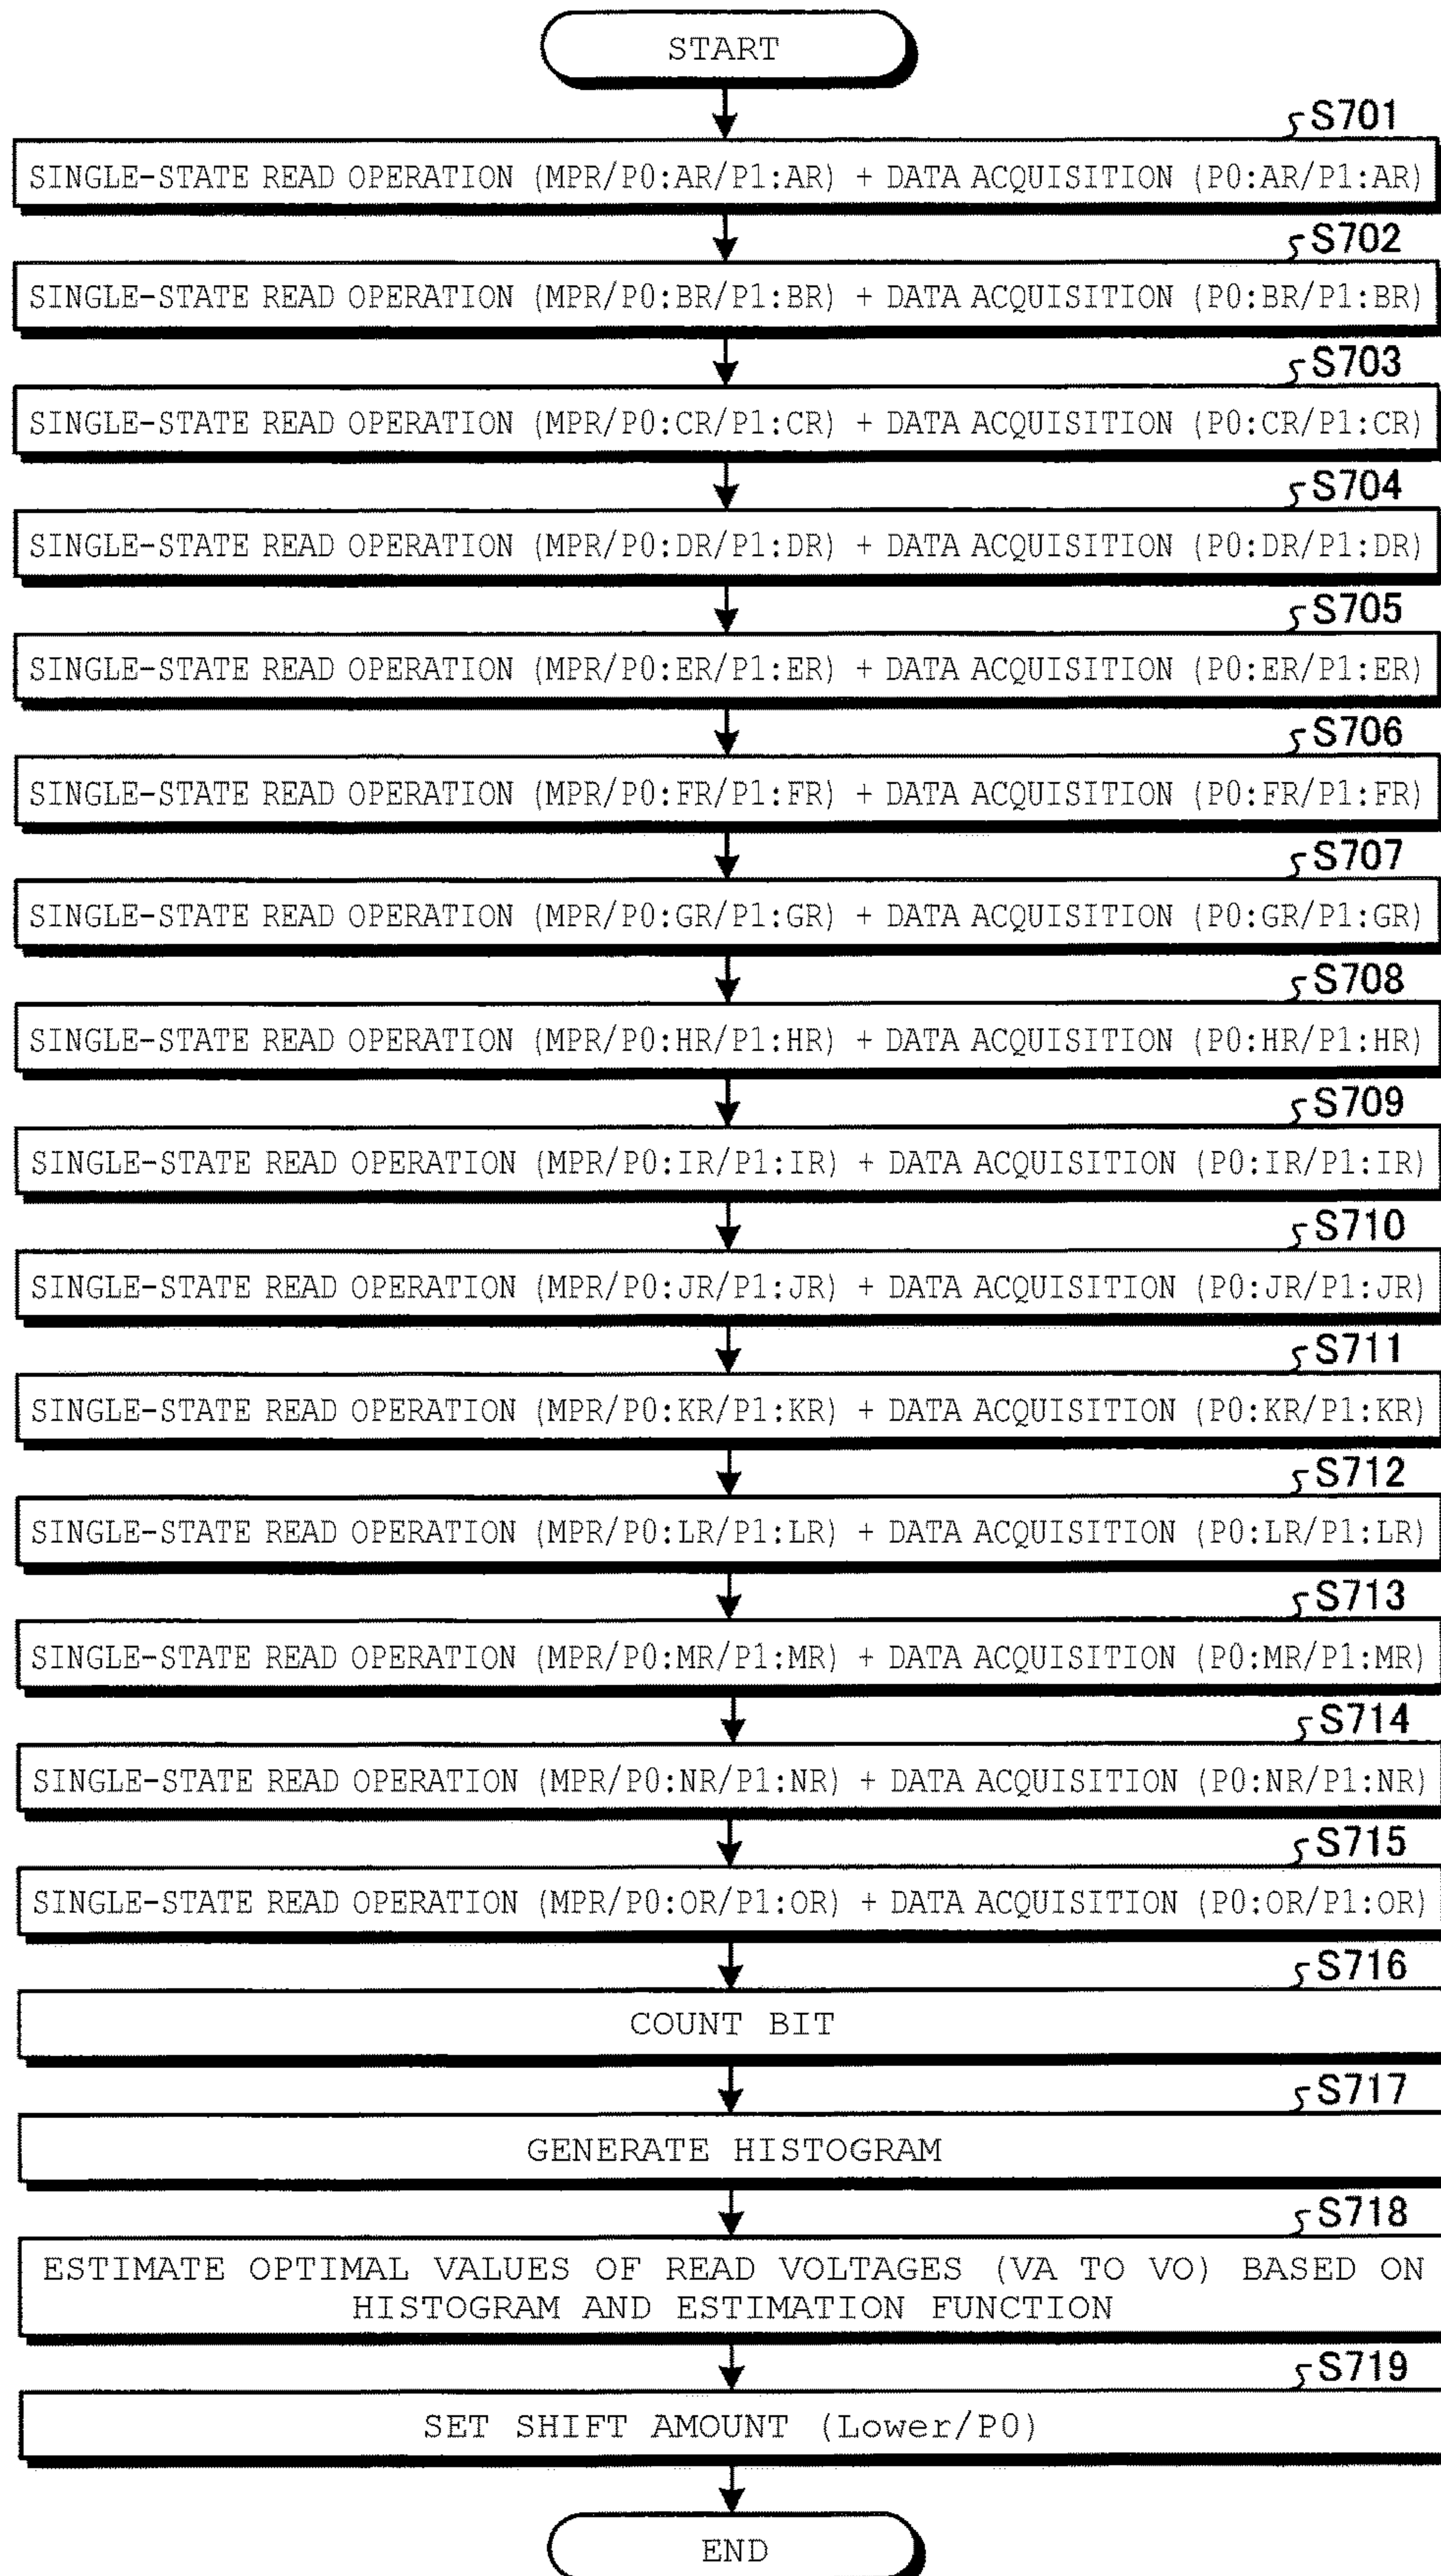 START
S701
SINGLE-STATE READ OPERATION (MPR/P0:AR/P1:AR) + DATA ACQUISITION (P0:AR/P1:AR)
S702
SINGLE-STATE READ OPERATION (MPR/P0:BR/P1:BR) + DATA ACQUISITION (P0:BR/P1:BR)
S703
SINGLE-STATE READ OPERATION (MPR/P0:CR/P1:CR) + DATA ACQUISITION (P0:CR/P1:CR)
S704
SINGLE-STATE READ OPERATION (MPR/P0:DR/P1:DR) + DATA ACQUISITION (P0:DR/P1:DR)
S705
SINGLE-STATE READ OPERATION (MPR/P0:ER/P1:ER) + DATA ACQUISITION (P0:ER/P1:ER)
S706
SINGLE-STATE READ OPERATION (MPR/P0:FR/P1:FR) + DATA ACQUISITION (P0:FR/P1:FR)
S707
SINGLE-STATE READ OPERATION (MPR/P0:GR/P1:GR) + DATA ACQUISITION (P0:GR/P1:GR)
S708
SINGLE-STATE READ OPERATION (MPR/P0:HR/P1:HR) + DATA ACQUISITION (P0:HR/P1:HR)
S709
SINGLE-STATE READ OPERATION (MPR/P0:IR/P1:IR) + DATA ACQUISITION (P0:IR/P1:IR)
S710
SINGLE-STATE READ OPERATION (MPR/P0:JR/P1:JR) + DATA ACQUISITION (P0:JR/P1:JR)
S711
SINGLE-STATE READ OPERATION (MPR/P0:KR/P1:KR) + DATA ACQUISITION (P0:KR/P1:KR)
S712
SINGLE-STATE READ OPERATION (MPR/P0:LR/P1:LR) + DATA ACQUISITION (P0:LR/P1:LR)
S713
SINGLE-STATE READ OPERATION (MPR/P0:MR/P1:MR) + DATA ACQUISITION (P0:MR/P1:MR)
S714
SINGLE-STATE READ OPERATION (MPR/P0:NR/P1:NR) + DATA ACQUISITION (P0:NR/P1:NR)
S715
SINGLE-STATE READ OPERATION (MPR/P0:OR/P1:OR) + DATA ACQUISITION (P0:OR/P1:OR)
S716
COUNT BIT
S717
GENERATE HISTOGRAM
S718
ESTIMATE OPTIMAL VALUES OF READ VOLTAGES (VA TO VO) BASED ON
HISTOGRAM AND ESTIMATION FUNCTION
S719
SET SHIFT AMOUNT (Lower/P0)
END